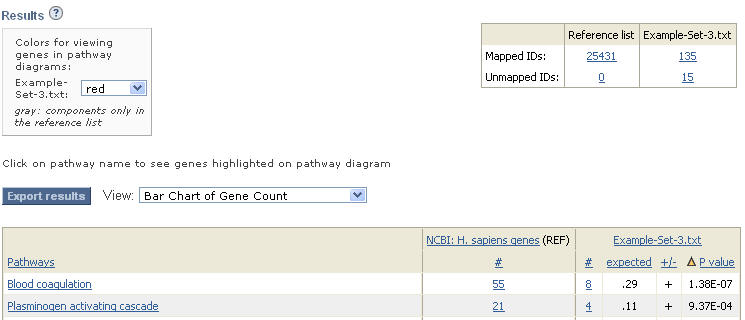 Results ?
Colors for viewing
genes in pathway
diagrams:
Example-
Set-3.txt: red
gray: components only in
the reference list
Reference list Example-Set-3.txt
Mapped IDs: 25431 135
Unmapped IDs: 0 15
Click on pathway name to see genes highlighted on pathway diagram
Export results View: Bar Chart of Gene Count
NCBI: H. sapiens genes (REF) Example-Set-3.txt
Pathways # # expected +/- P value
Blood coagulation 55 8 .29 + 1.38E-07
Plasminogen activating cascade 21 4 .11 + 9.37E-04